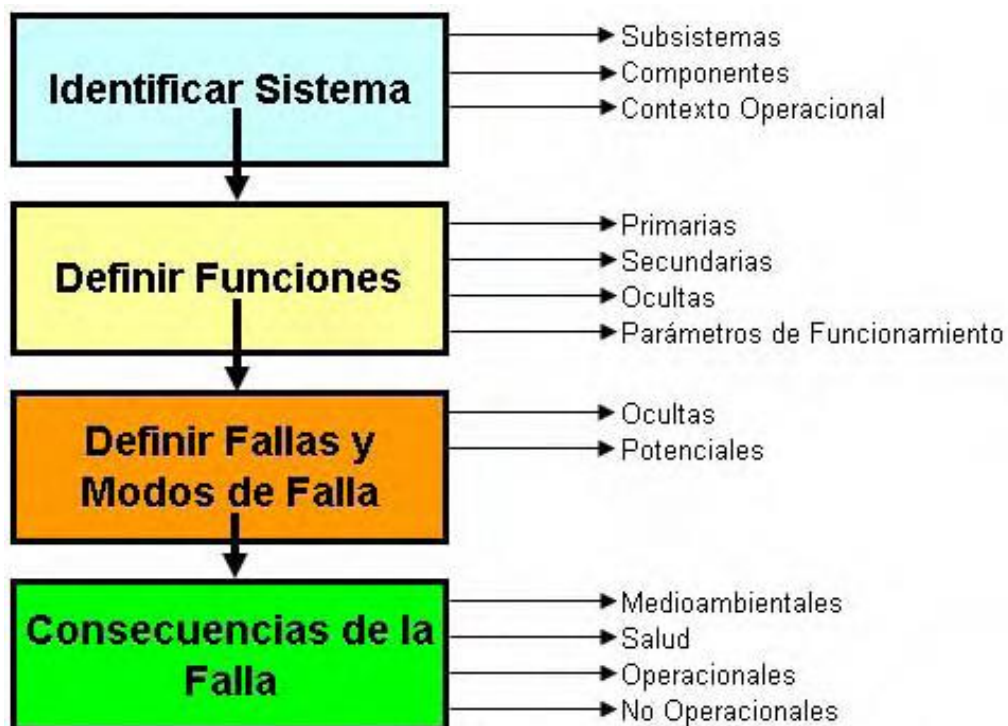 Identificar Sistema
Subsistemas
Componentes
Contexto Operacional
Definir Funciones
Primarias
Secundarias
Ocultas
Parámetros de Funcionamiento
Definir Fallas y
Modos de Falla
Ocultas
Potenciales
Consecuencias de la
Falla
Medioambientales
Salud
Operacionales
No Operacionales